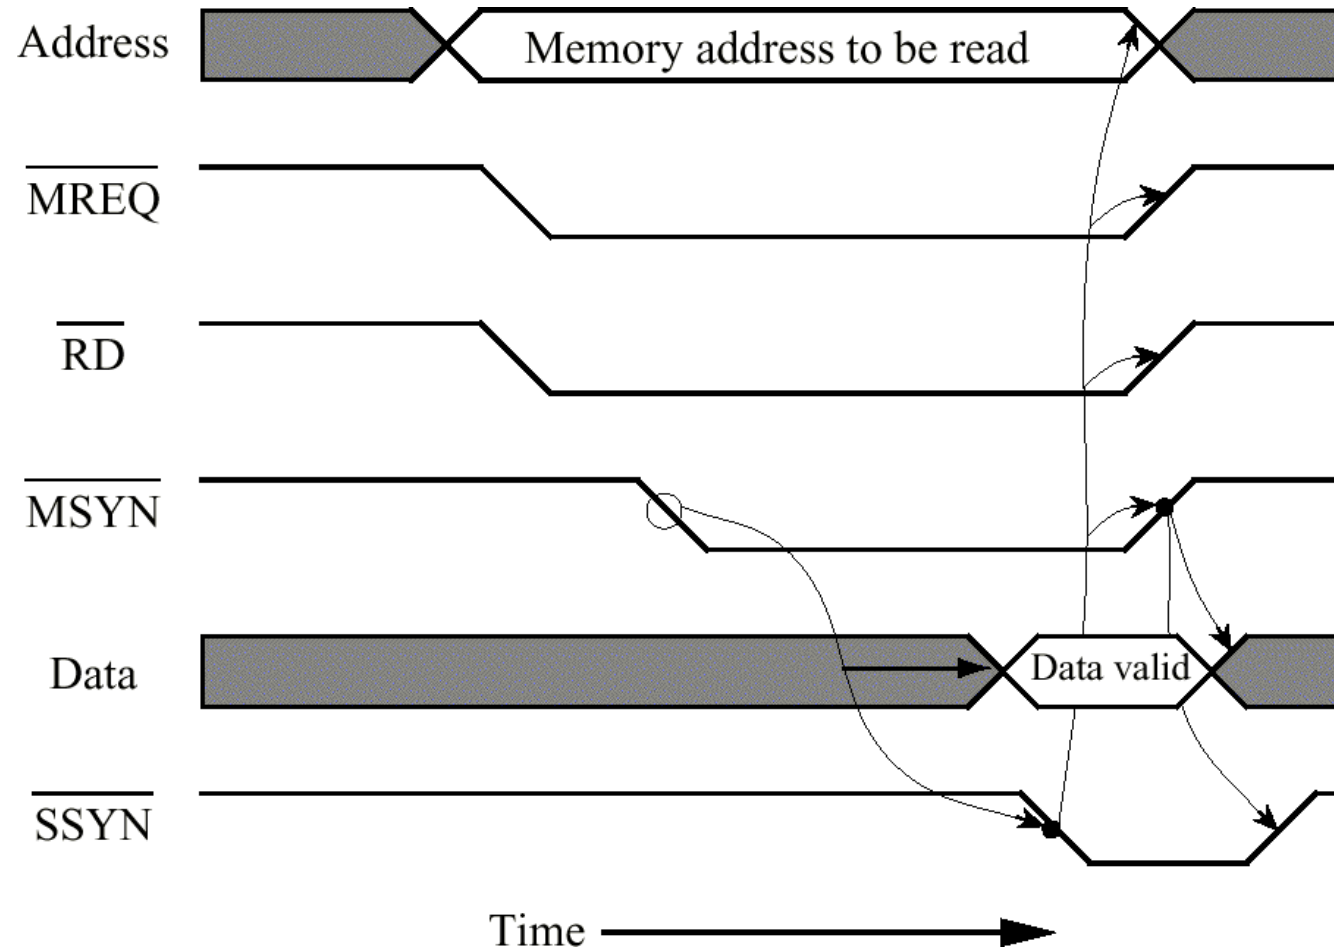 Address
Memory address to be read
MREQ
RD
MSYN
Data
Data valid
SSYN
Time